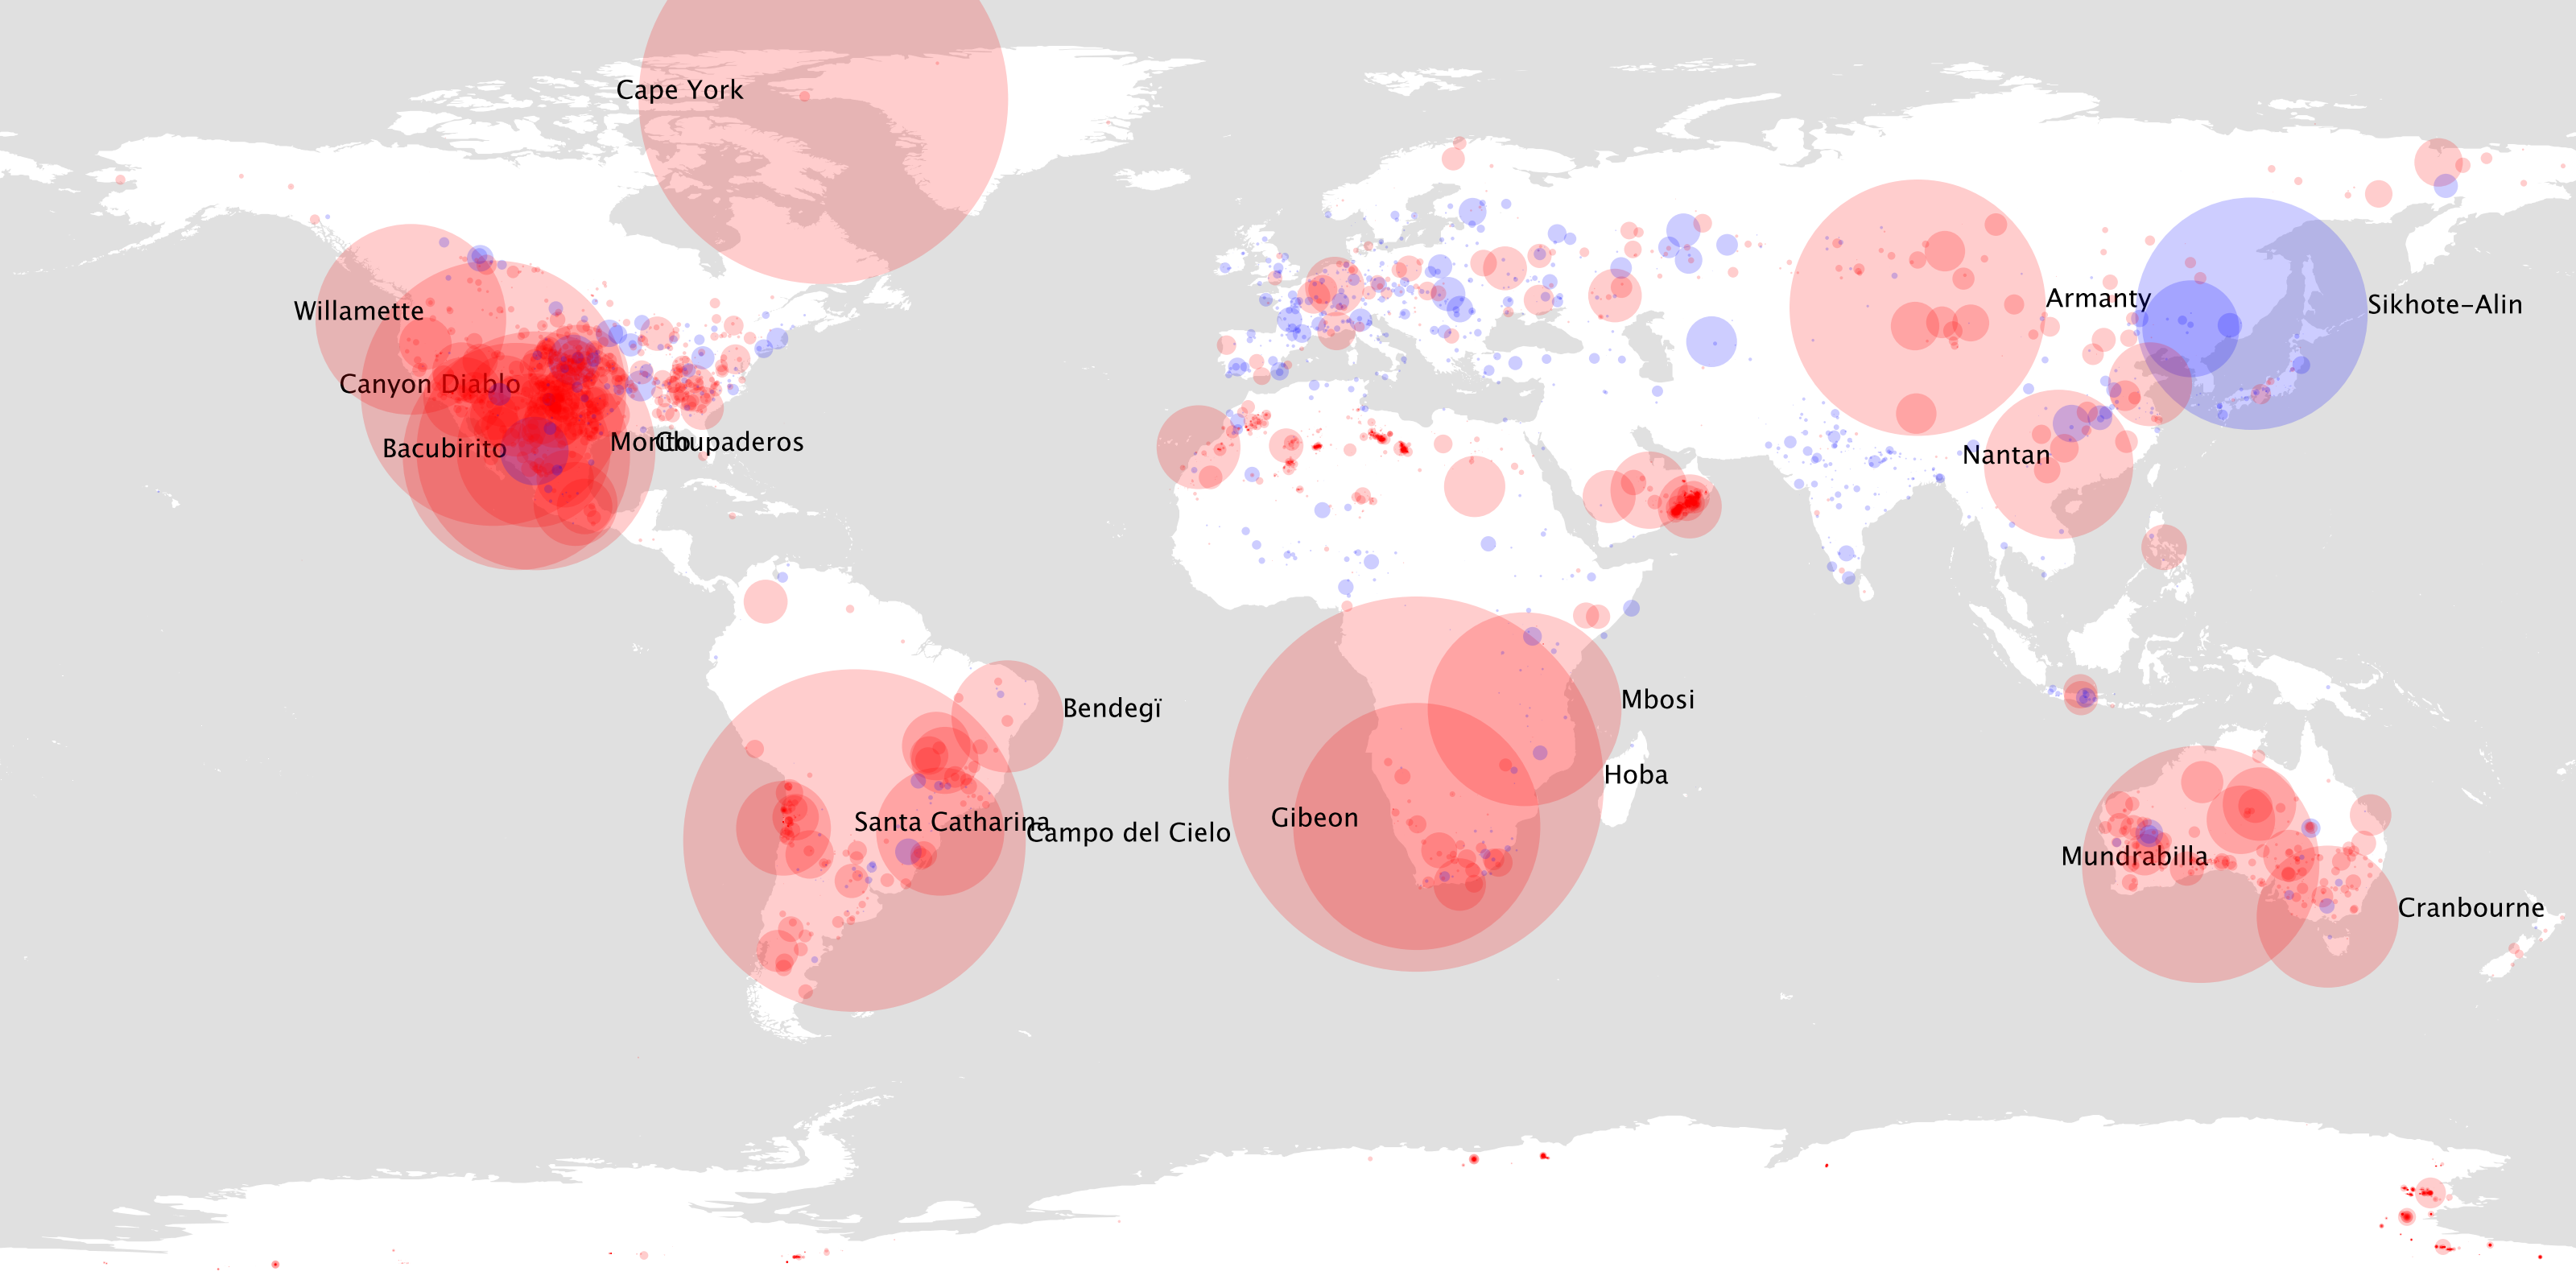 Cape York
Willamette
Armanty
Sikhote-Alin
Canyon Diablo
Bacubirito
Morito
Chupaderos
Nantan
Mbosi
Bendegï
Hoba
Gibeon
Santa Catharina
Campo del Cielo
Mundrabilla
Cranbourne